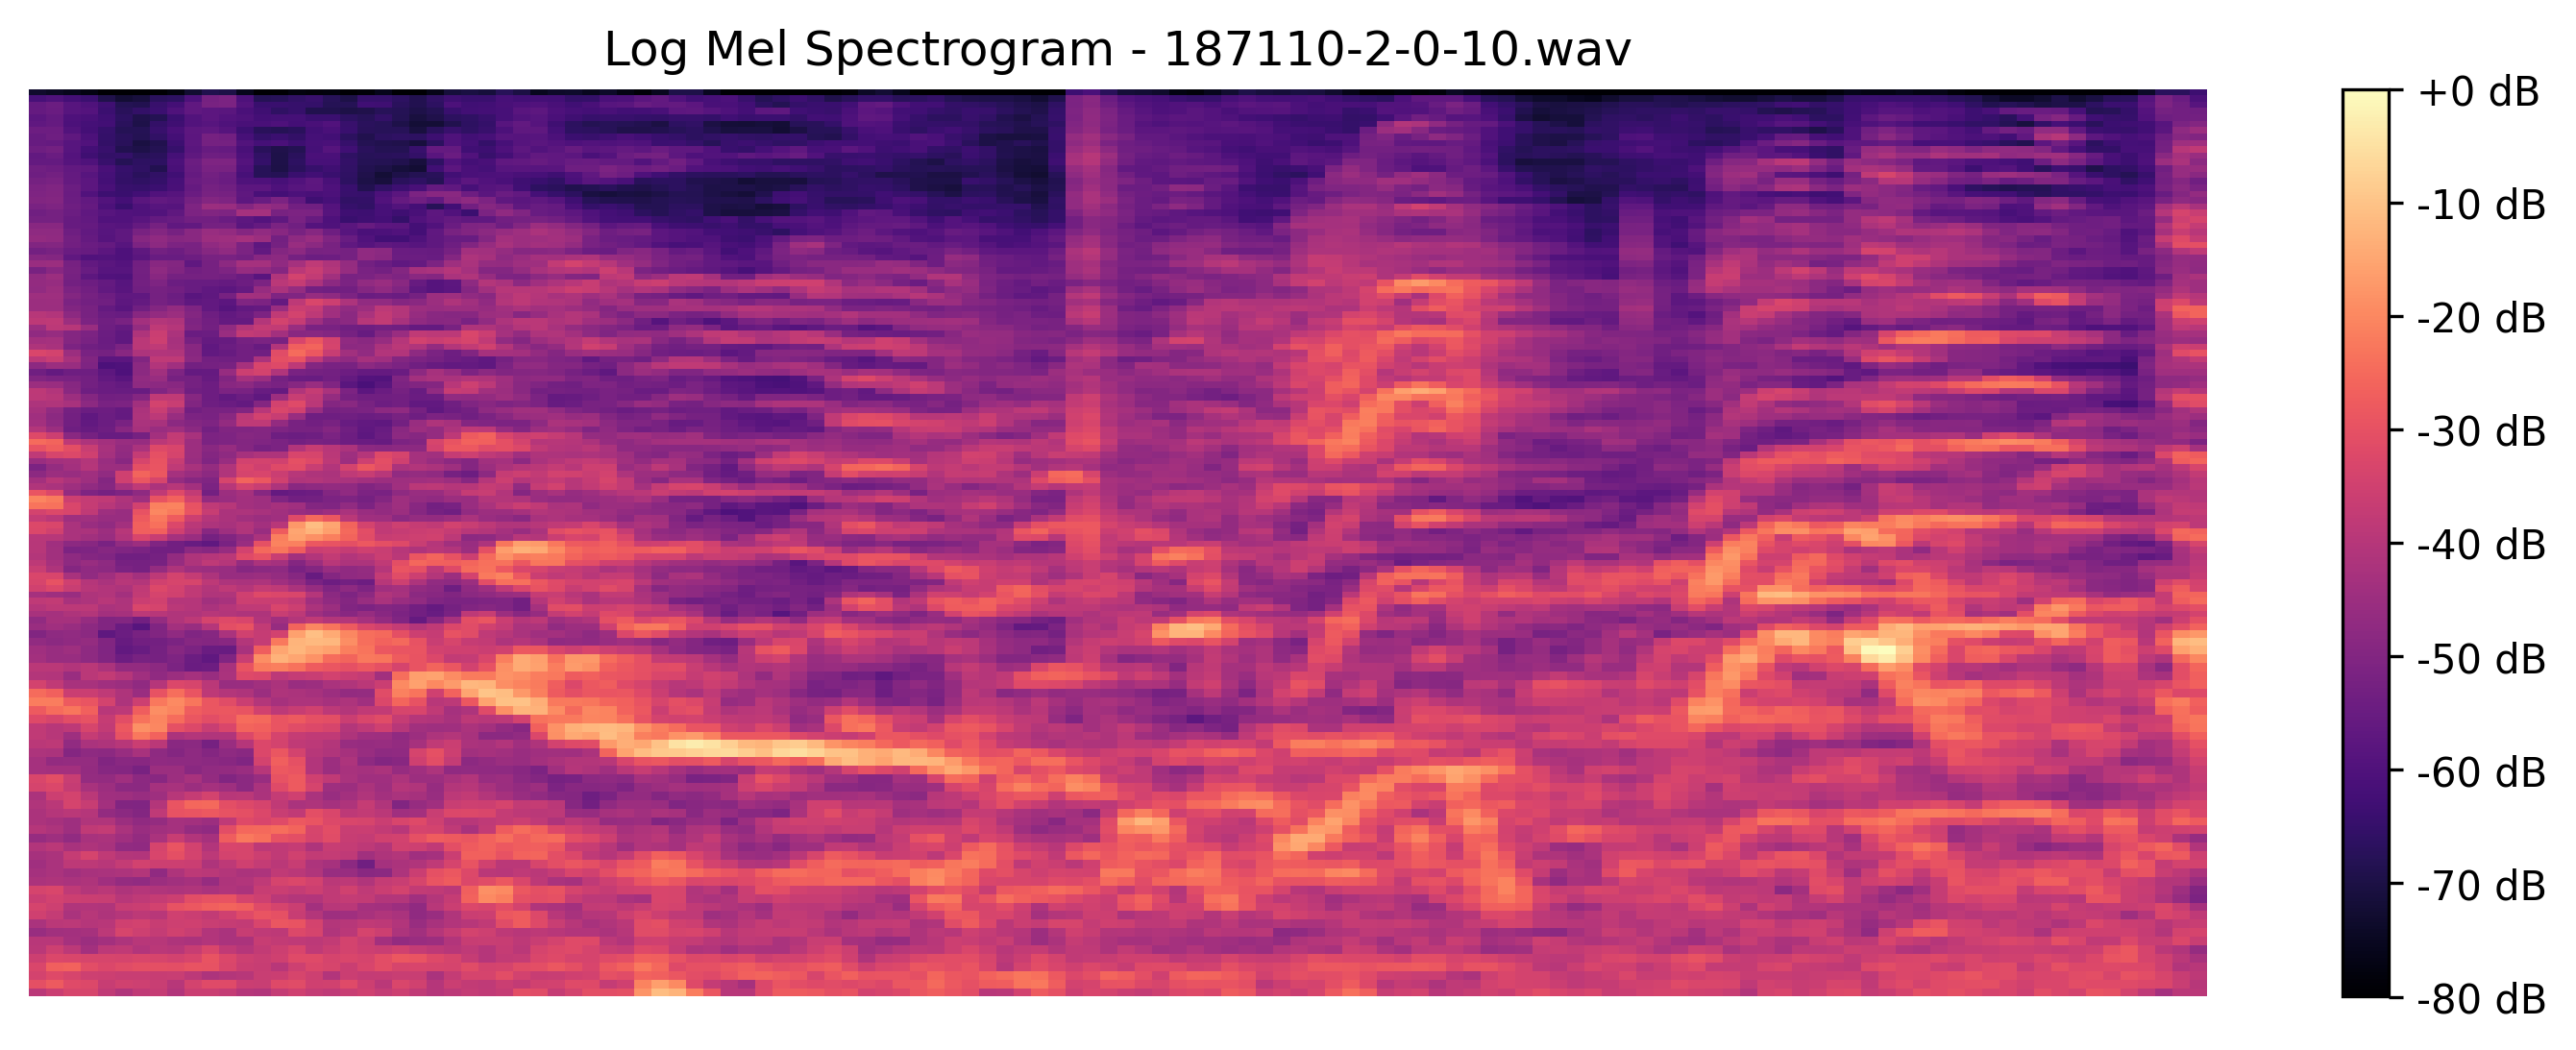 Log Mel Spectrogram - 187110-2-0-10.wav
+0 dB
-10 dB
-20 dB
-30 dB
-40 dB
-50 dB
-60 dB
-70 dB
-80 dB